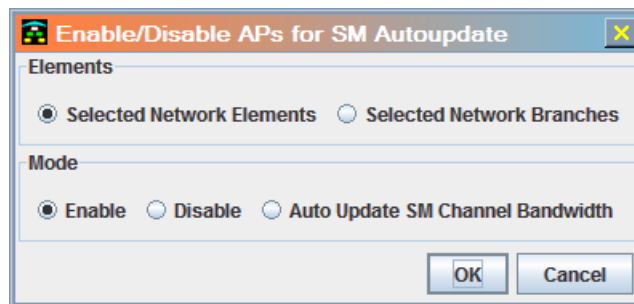 Enable/Disable APs for SM Autoupdate
Elements
Selected Network Elements Selected Network Branches
Mode
Enable Disable Auto Update SM Channel Bandwidth
OK Cancel